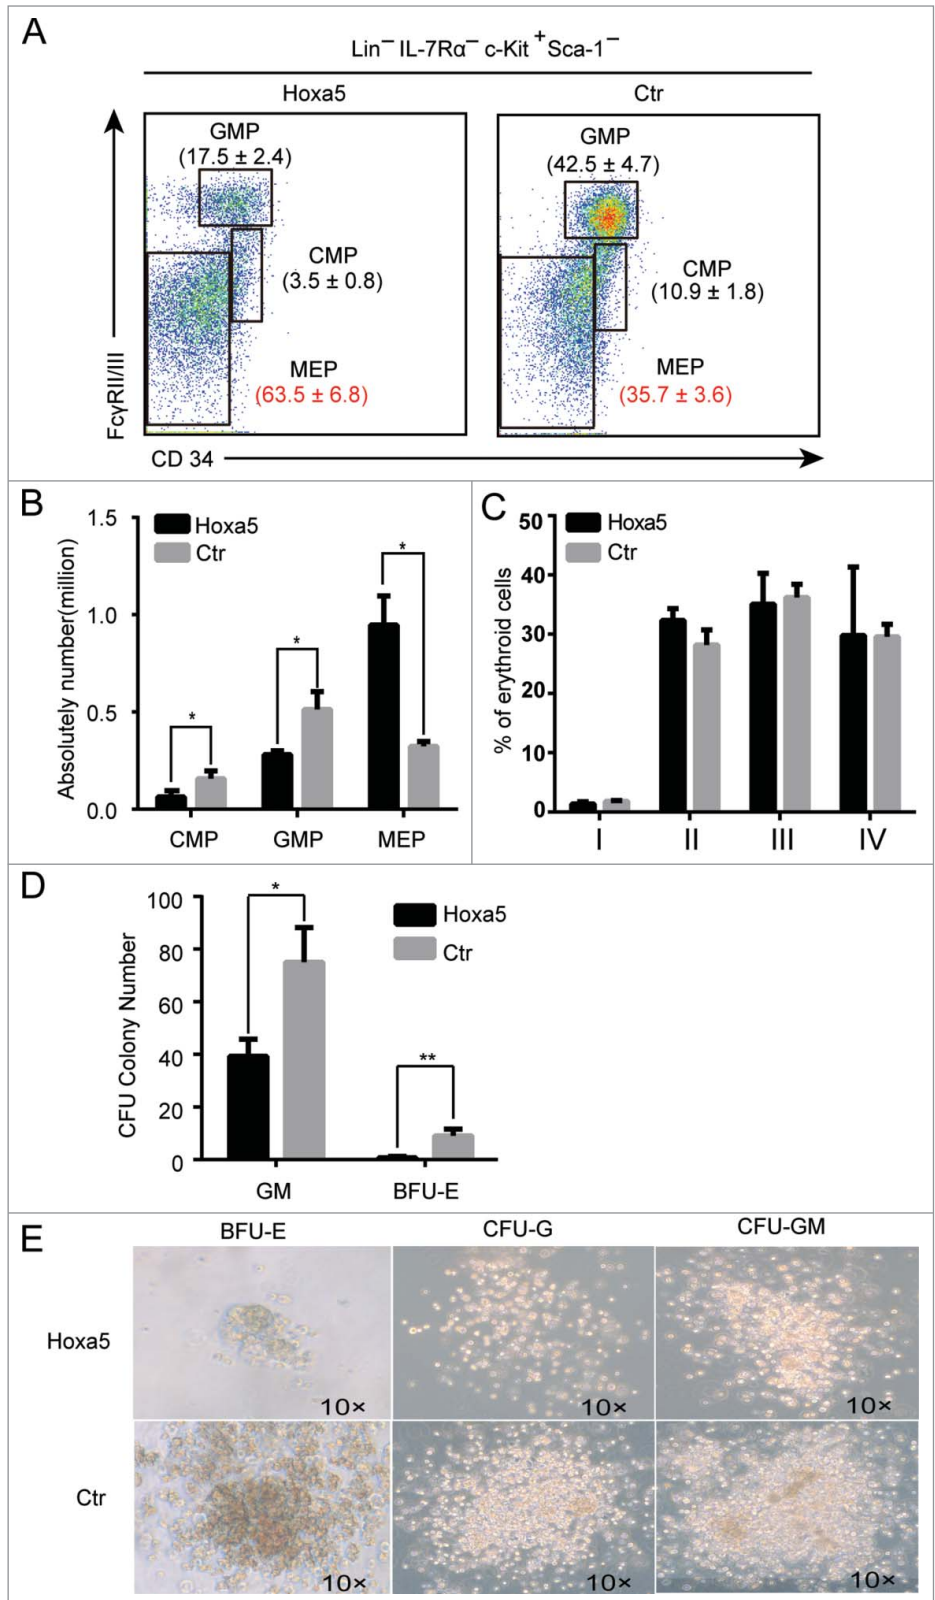 A
Lin– IL-7Rα– c-Kit + Sca-1–
Hoxa5 Ctr
GMP
(17.5 ± 2.4)
CMP
(3.5 ± 0.8)
MEP
(63.5 ± 6.8)
GMP
(42.5 ± 4.7)
CMP
(10.9 ± 1.8)
MEP
(35.7 ± 3.6)
FcγRII/III
CD 34
B
Absolutely number(million)
1.5
1.0
0.5
0.0
Hoxa5
Ctr
*
*
*
CMP GMP MEP
C
% of erythroid cells
50
40
30
20
10
0
Hoxa5
Ctr
I II III IV
D
CFU Colony Number
100
80
60
40
20
0
*
**
Hoxa5
Ctr
GM BFU-E
E
BFU-E CFU-G CFU-GM
Hoxa5
10× 10× 10×
Ctr
10× 10× 10×